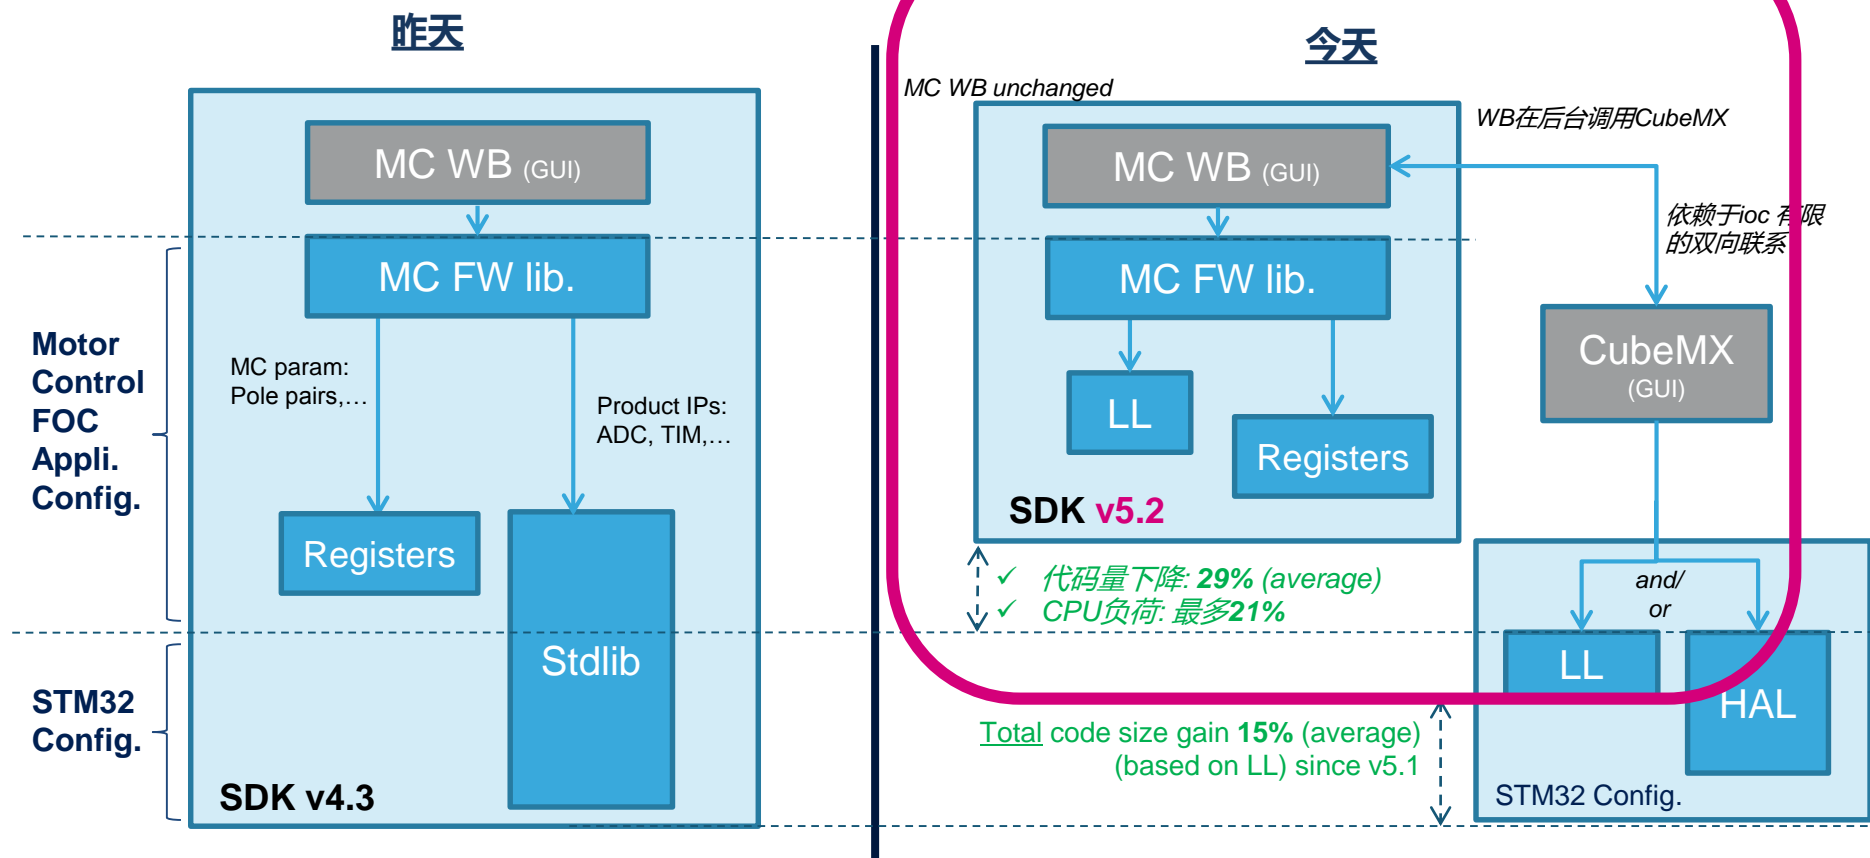 昨天
MC WB (GUI)
MC FW lib.
MC param:
Pole pairs,…
Product IPs:
ADC, TIM,…
Registers
Stdlib
SDK v4.3
Motor
Control
FOC
Appli.
Config.
STM32
Config.
今天
MC WB unchanged
WB在后台调用CubeMX
MC WB (GUI)
依赖于ioc 有限
的双向联系
MC FW lib.
CubeMX
(GUI)
LL
Registers
SDK v5.2
✓ 代码量下降: 29% (average)
✓ CPU负荷: 最多21%
and/
or
LL
HAL
Total code size gain 15% (average)
(based on LL) since v5.1
STM32 Config.